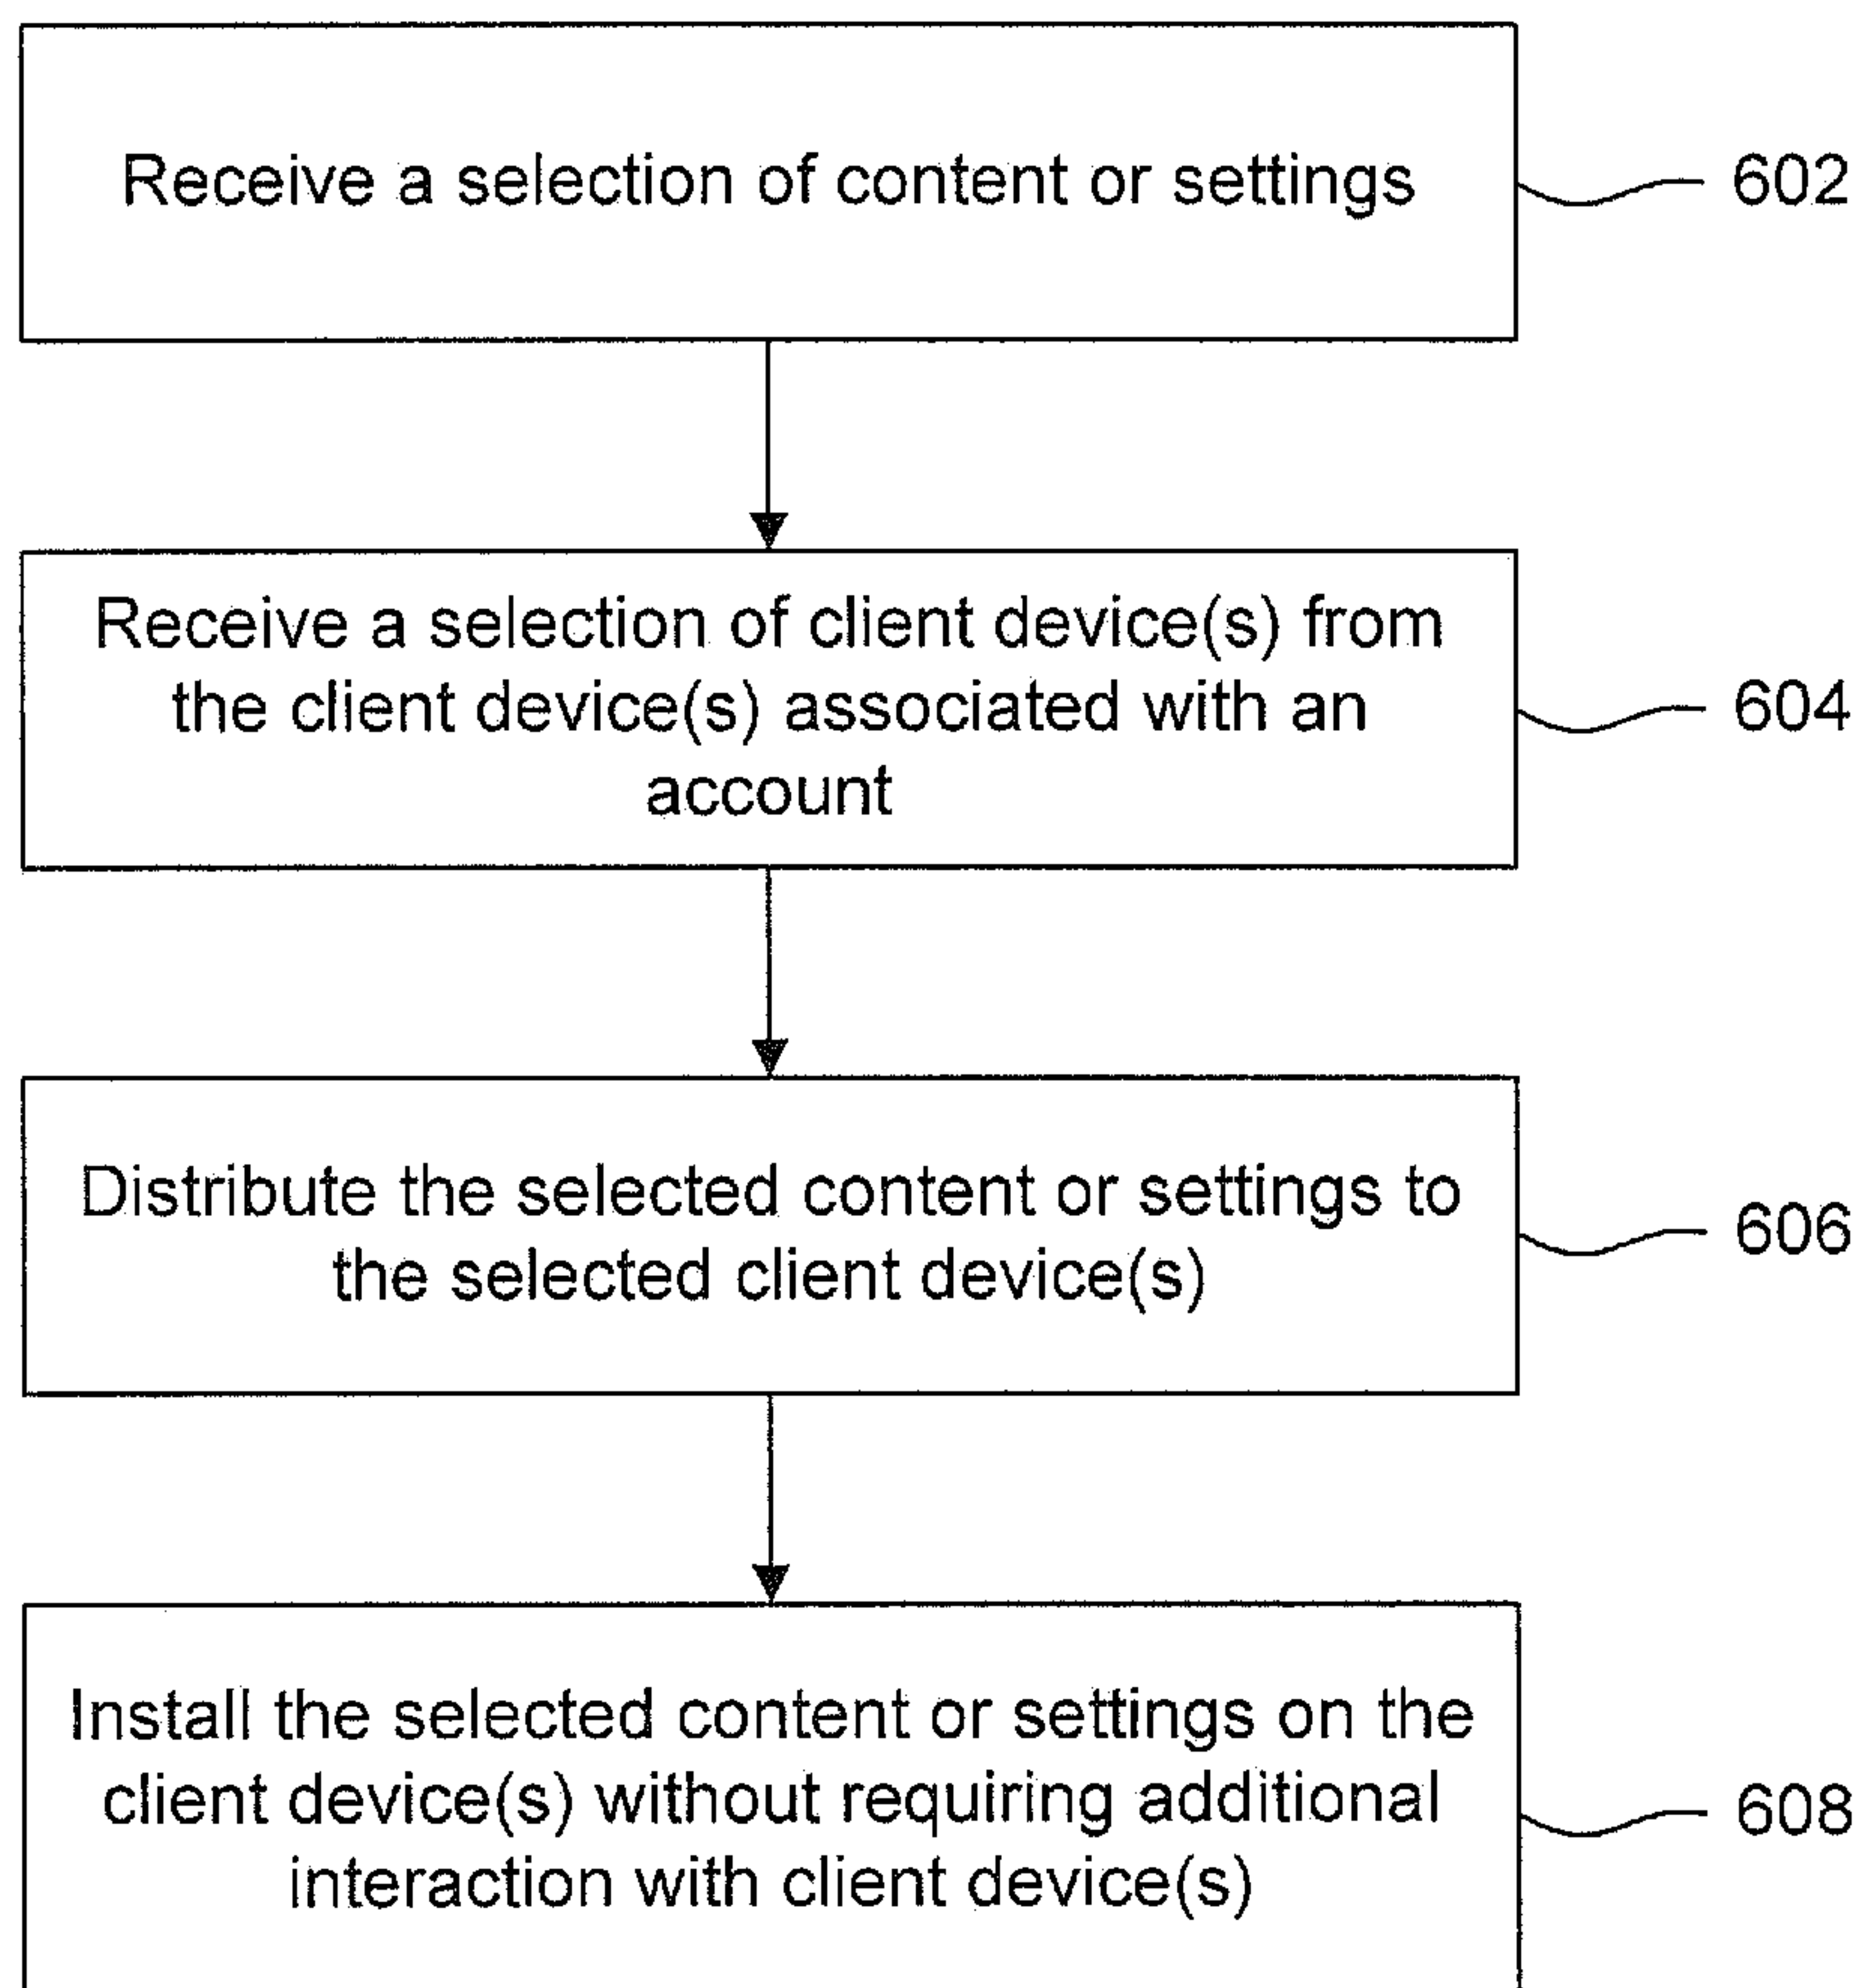 Receive a selection of content or settings
602
Receive a selection of client device(s) from
the client device(s) associated with an
account
604
Distribute the selected content or settings to
the selected client device(s)
606
Install the selected content or settings on the
client device(s) without requiring additional
interaction with client device(s)
608